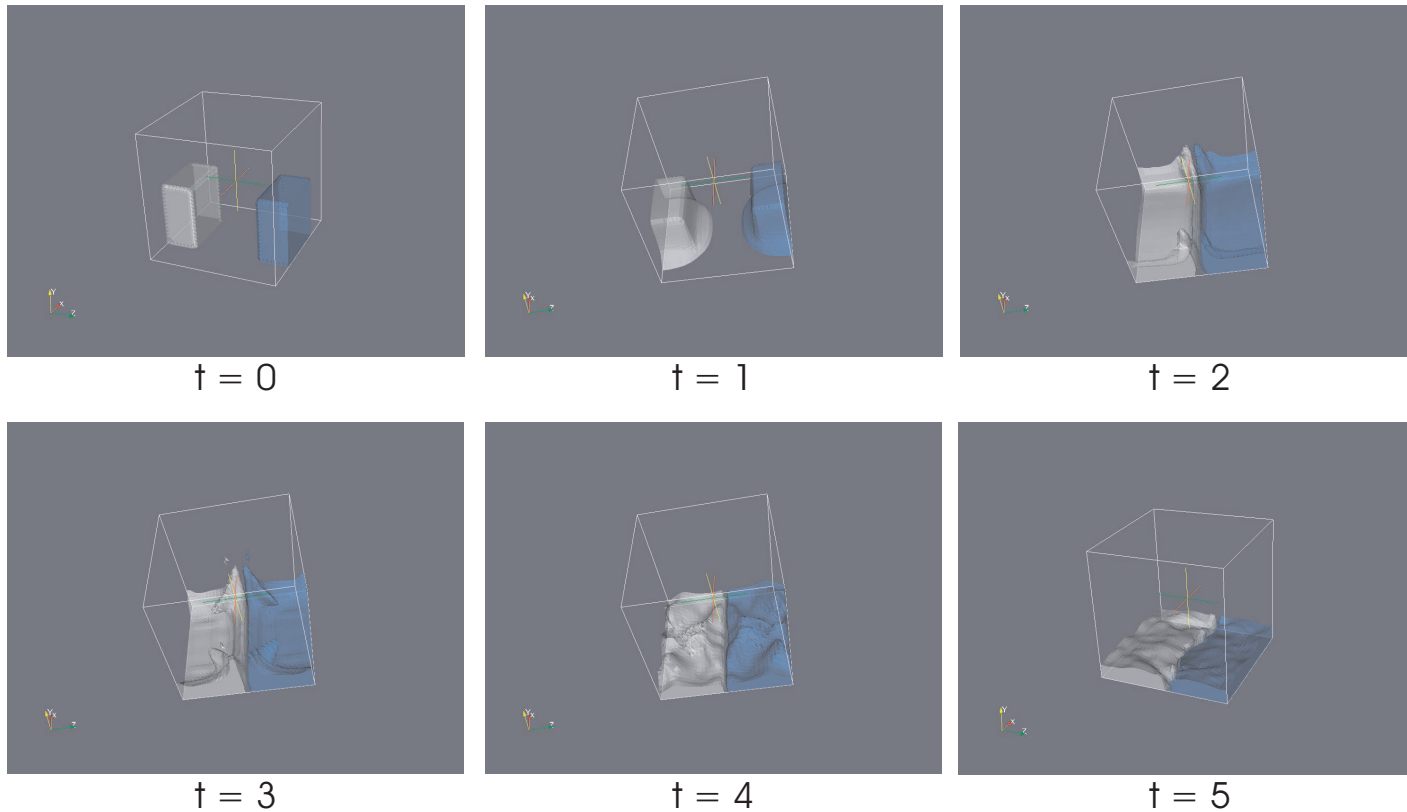 Y
X
Z
t = 0
Y
X
Z
t = 1
Y
X
Z
t = 2
Y
X
Z
t = 3
Y
X
Z
t = 4
Y
X
Z
t = 5